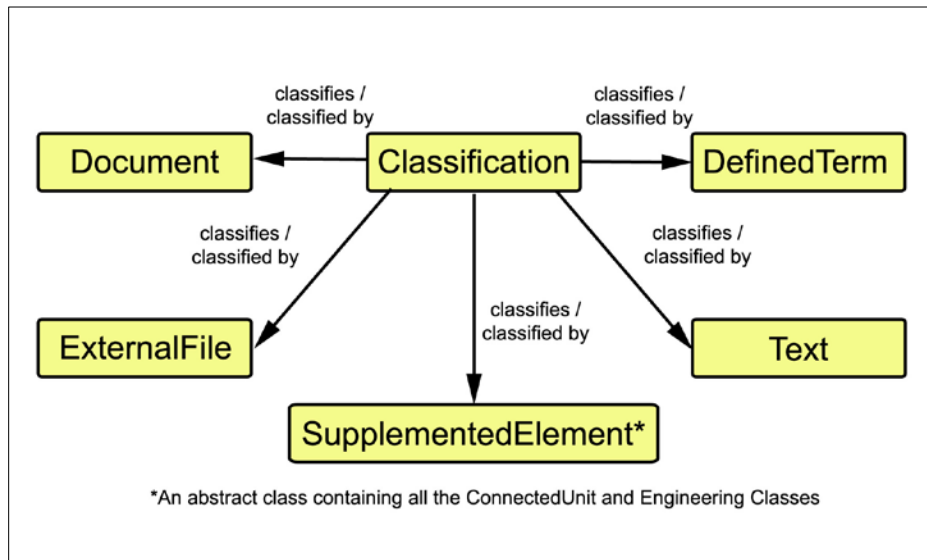 classifies /
classified by
classifies /
classified by
Document
Classification
DefinedTerm
classifies /
classified by
classifies /
classified by
classifies /
classified by
ExternalFile
Text
SupplementedElement*
*An abstract class containing all the ConnectedUnit and Engineering Classes